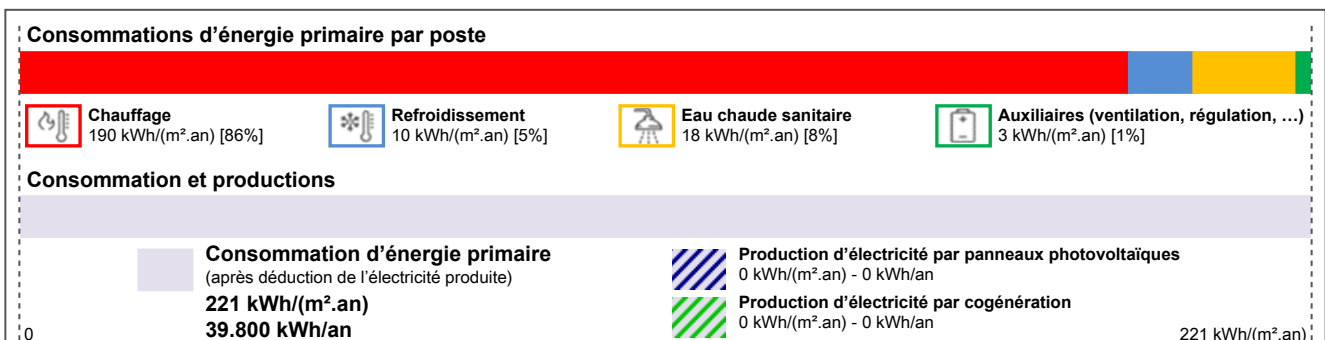 Consommations d’énergie primaire par poste
Chauffage
190 kWh/(m².an) [86%]
Refroidissement
10 kWh/(m².an) [5%]
Eau chaude sanitaire
18 kWh/(m².an) [8%]
Auxiliaires (ventilation, régulation, …)
3 kWh/(m².an) [1%]
Consommation et productions
Consommation d’énergie primaire
(après déduction de l’électricité produite)
221 kWh/(m².an)
39.800 kWh/an
Production d’électricité par panneaux photovoltaïques
0 kWh/(m².an) - 0 kWh/an
Production d’électricité par cogénération
0 kWh/(m².an) - 0 kWh/an
0
221 kWh/(m².an)